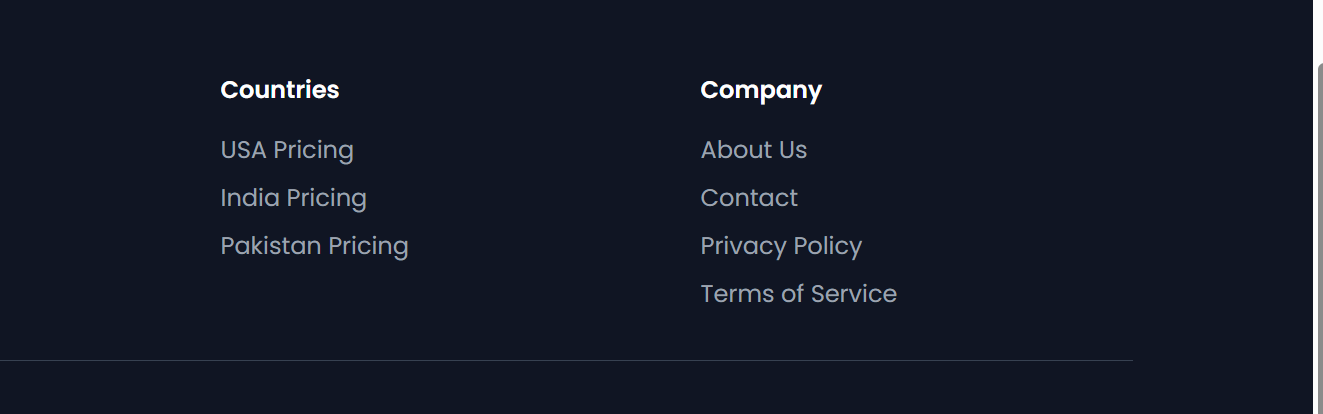 Countries
USA Pricing
India Pricing
Pakistan Pricing
Company
About Us
Contact
Privacy Policy
Terms of Service